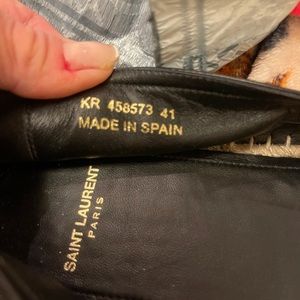 KR 458573 41
MADE IN SPAIN
SAINT LAURENT
PARIS